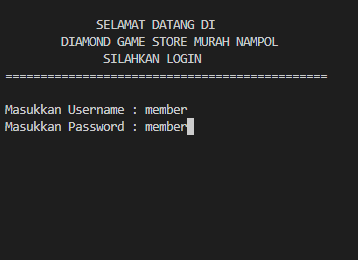 SELAMAT DATANG DI
DIAMOND GAME STORE MURAH NAMPOL
SILAHKAN LOGIN
==============================================
Masukkan Username : member
Masukkan Password : member